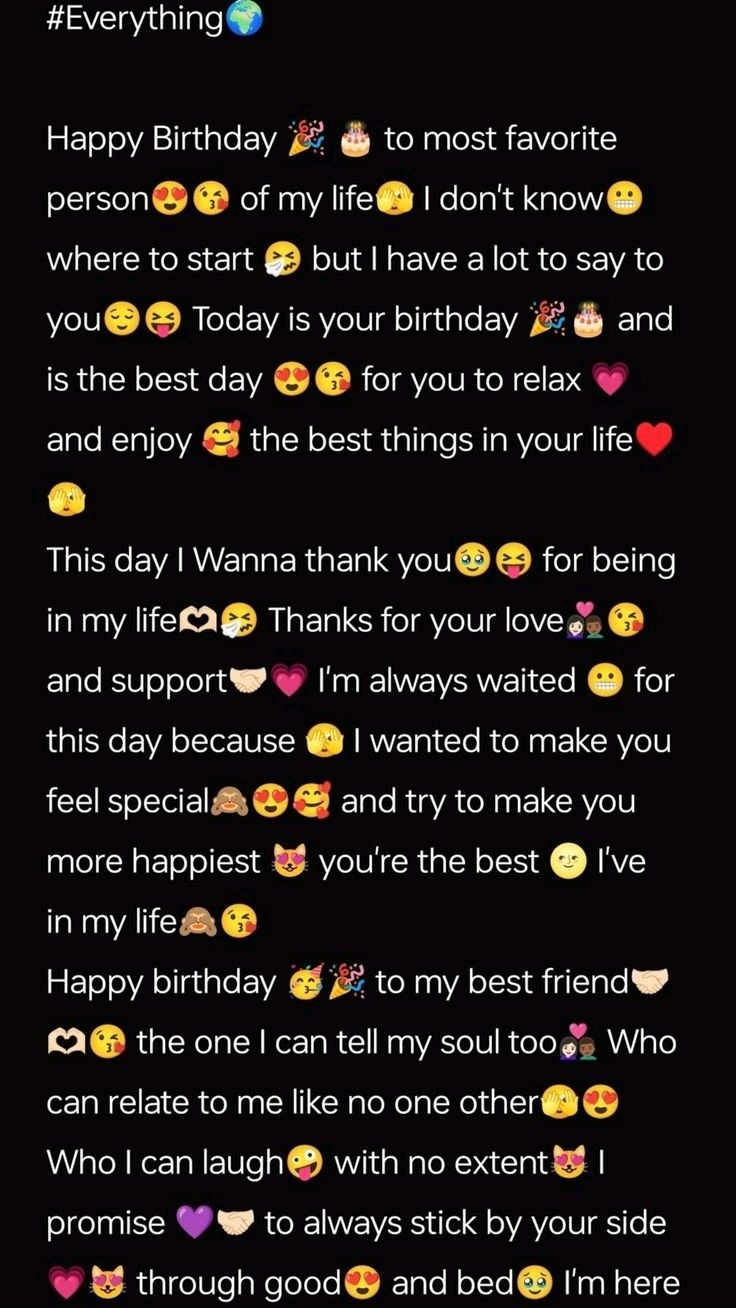 #Everything🌍
Happy Birthday 🎉 🎂 to most favorite
person😍😘 of my life🫣 I don't know😬
where to start 🤧 but I have a lot to say to
you😌😝 Today is your birthday 🎉🎂 and
is the best day 😍😘 for you to relax 💗
and enjoy 🥰 the best things in your life♥️
🫣
This day I Wanna thank you🥹😝 for being
in my life🫶🏻🤧 Thanks for your love👩🏻‍❤️‍👨🏾😘
and support🤝🏻💗 I'm always waited 😬 for
this day because 🫣 I wanted to make you
feel special🙈😍🥰 and try to make you
more happiest 😻 you're the best 🌝 I've
in my life🙈😘
Happy birthday 🥳🎉 to my best friend🤝🏻
🫶🏻😘 the one I can tell my soul too👩🏻‍❤️‍👨🏾 Who
can relate to me like no one other🫣😍
Who I can laugh🤪 with no extent😻 I
promise 💜🤝🏻 to always stick by your side
💗😻 through good😍 and bed🥹 I'm here